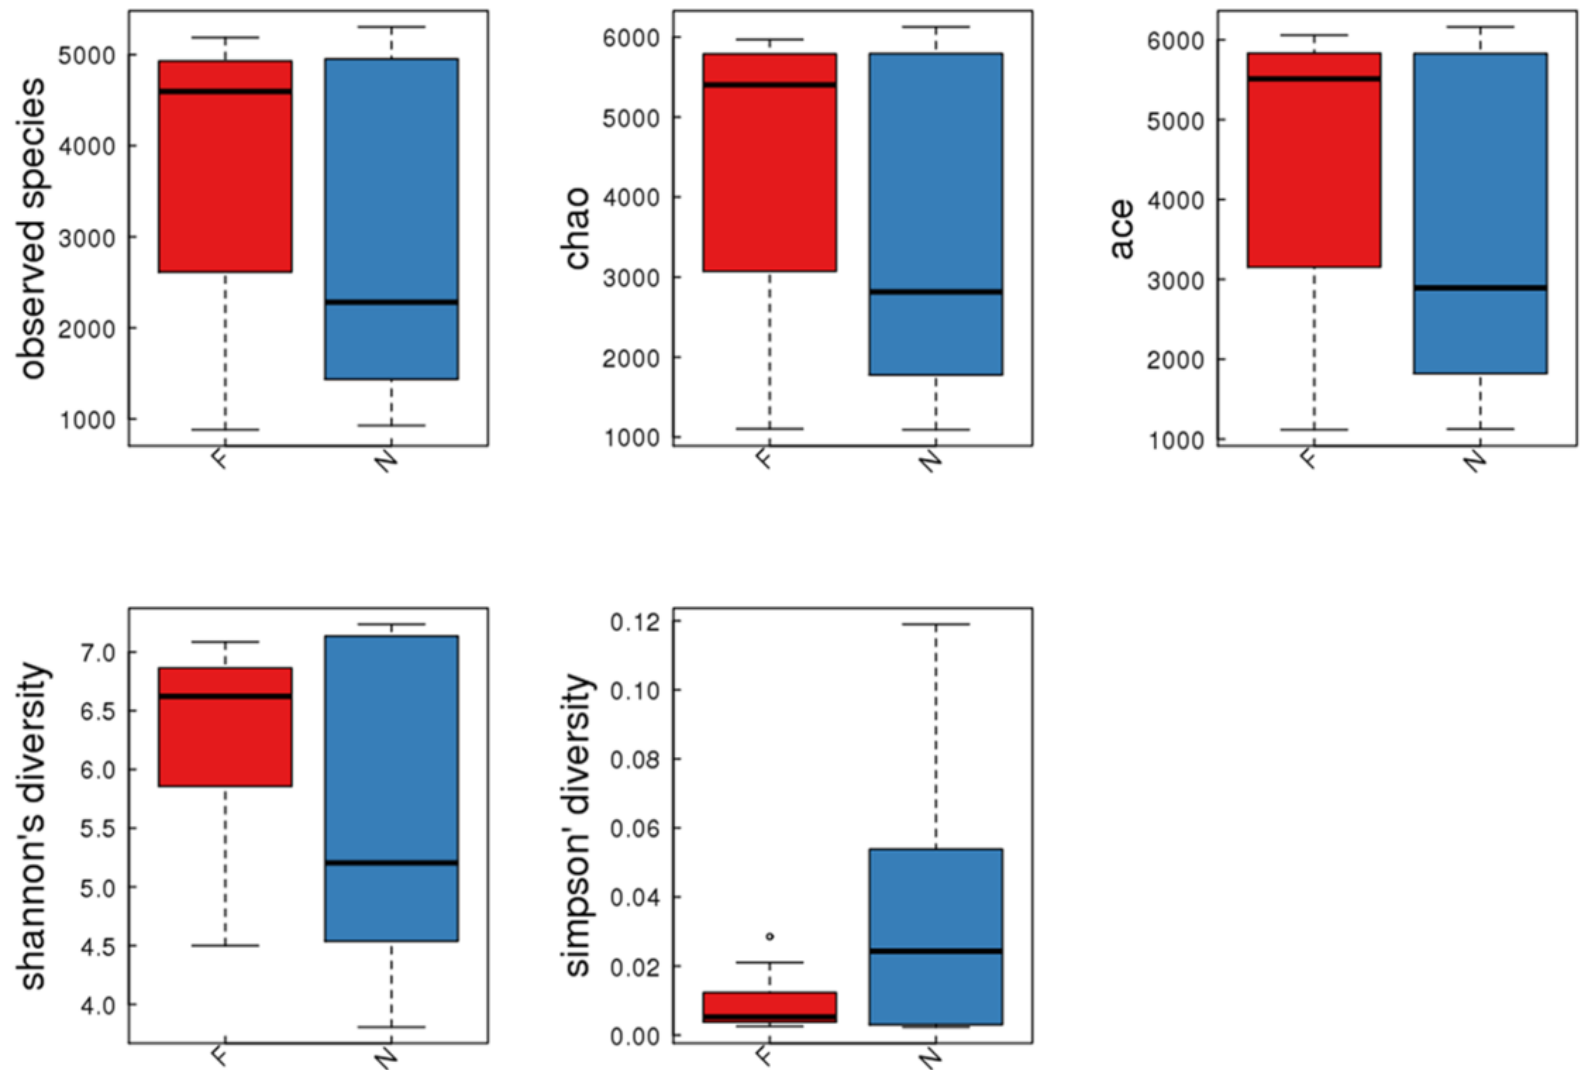 observed species
5000
4000
3000
2000
1000
F
N
chao
6000
5000
4000
3000
2000
1000
F
N
ace
6000
5000
4000
3000
2000
1000
F
N
shannon's diversity
7.0
6.5
6.0
5.5
5.0
4.5
4.0
F
N
simpson' diversity
0.12
0.10
0.08
0.06
0.04
0.02
0.00
F
N